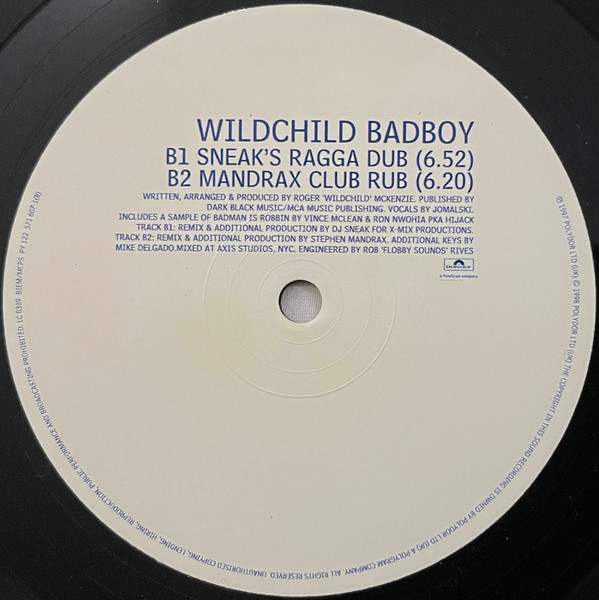 WILDCHILD BADBOY
B1 SNEAK'S RAGGA DUB (6.52)
B2 MANDRAX CLUB RUB (6.20)
WRITTEN, ARRANGED & PRODUCED BY ROGER 'WILDCHILD' MCKENZIE. PUBLISHED BY
DARK BLACK MUSIC/MCA MUSIC PUBLISHING. VOCALS BY JOMALSKI.
INCLUDES A SAMPLE OF BADMAN IS ROBBIN BY VINCE MCLEAN & RON NWOHIA PKA HIJACK
TRACK B1: REMIX & ADDITIONAL PRODUCTION BY DJ SNEAK FOR X-MIX PRODUCTIONS.
TRACK B2: REMIX & ADDITIONAL PRODUCTION BY STEPHEN MANDRAX. ADDITIONAL KEYS BY
MIKE DELGADO.MIXED AT AXIS STUDIOS, NYC. ENGINEERED BY ROB 'FLOBBY SOUNDS' RIVES
polydor
a PolyGram company
℗ 1997 POLYDOR LTD (UK) © 1998 POLYDOR LTD (UK) THE COPYRIGHT IN THIS SOUND RECORDING IS OWNED BY POLYDOR LTD (UK) A POLYGRAM COMPANY. ALL RIGHTS RESERVED. UNAUTHORISED COPYING, LENDING, HIRING, REPRODUCTION, PUBLIC PERFORMANCE AND BROADCASTING PROHIBITED. LC 0309 BIEM/MCPS PY 122 571 607-1(B)